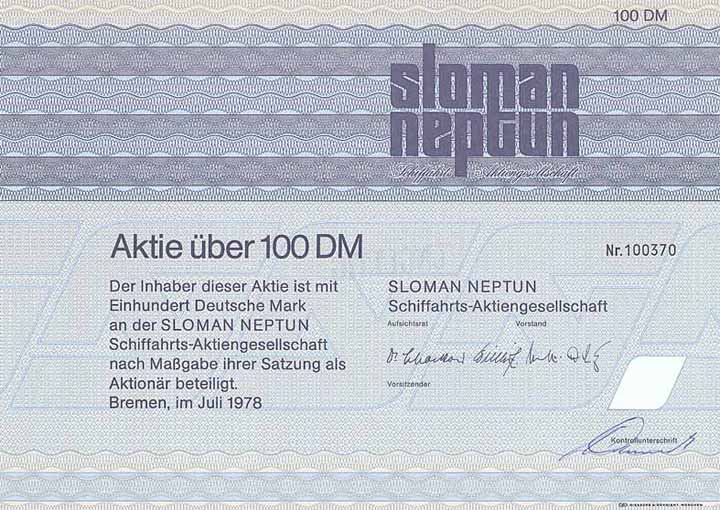 100 DM
sloman
neptun
Schiffahrts Aktiengesellschaft
Aktie über 100 DM
Nr.100370
Der Inhaber dieser Aktie ist mit
Einhundert Deutsche Mark
an der SLOMAN NEPTUN
Schiffahrts-Aktiengesellschaft
nach Maßgabe ihrer Satzung als
Aktionär beteiligt.
Bremen, im Juli 1978
SLOMAN NEPTUN
Schiffahrts-Aktiengesellschaft
Aufsichtsrat Vorstand
Vorsitzender
Kontrollunterschrift